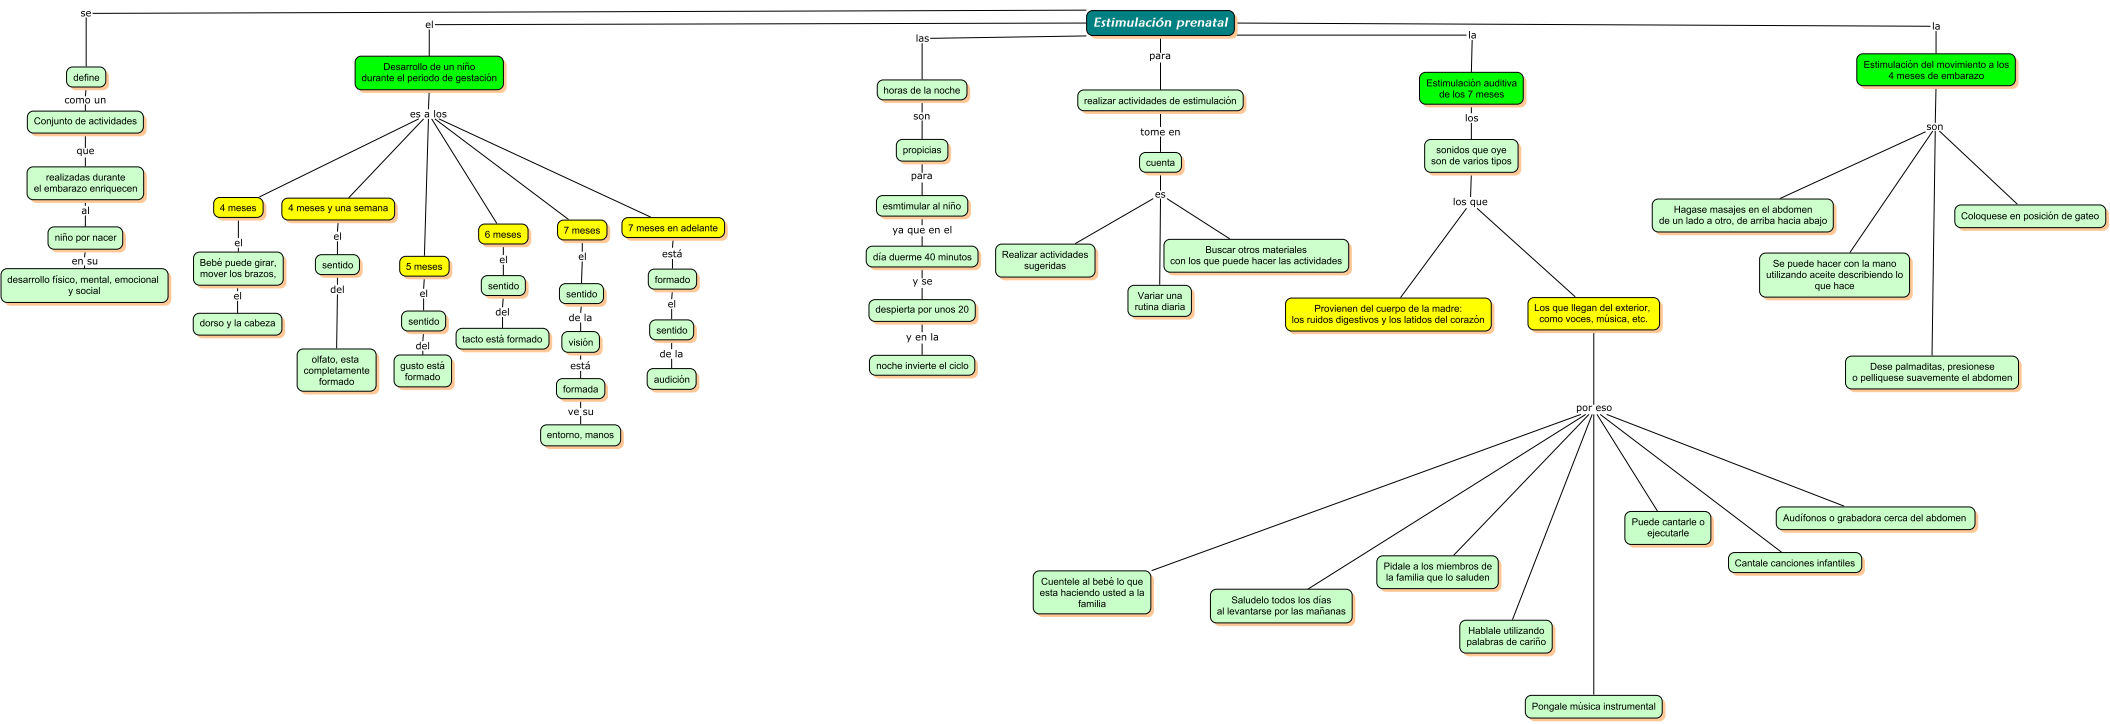 Estimulación prenatal
se
define
como un
Conjunto de actividades
que
realizadas durante
el embarazo enriquecen
al
niño por nacer
en su
desarrollo físico, mental, emocional
y social
el
Desarrollo de un niño
durante el periodo de gestación
es a los
4 meses
el
Bebé puede girar,
mover los brazos,
el
dorso y la cabeza
4 meses y una semana
el
sentido
del
olfato, esta
completamente
formado
5 meses
el
sentido
del
gusto está
formado
6 meses
el
sentido
del
tacto está formado
7 meses
el
sentido
de la
visión
está
formada
ve su
entorno, manos
7 meses en adelante
está
formado
el
sentido
de la
audición
las
horas de la noche
son
propicias
para
esmtimular al niño
ya que en el
día duerme 40 minutos
y se
despierta por unos 20
y en la
noche invierte el ciclo
para
realizar actividades de estimulación
tome en
cuenta
es
Realizar actividades
sugeridas
Variar una
rutina diaria
Buscar otros materiales
con los que puede hacer las actividades
la
Estimulación auditiva
de los 7 meses
los
sonidos que oye
son de varios tipos
los que
Provienen del cuerpo de la madre:
los ruidos digestivos y los latidos del corazón
Los que llegan del exterior,
como voces, música, etc.
por eso
Cuentele al bebé lo que
esta haciendo usted a la
familia
Saludelo todos los días
al levantarse por las mañanas
Pidale a los miembros de
la familia que lo saluden
Hablale utilizando
palabras de cariño
Pongale música instrumental
Puede cantarle o
ejecutarle
Cantale canciones infantiles
Audífonos o grabadora cerca del abdomen
la
Estimulación del movimiento a los
4 meses de embarazo
son
Hagase masajes en el abdomen
de un lado a otro, de arriba hacia abajo
Se puede hacer con la mano
utilizando aceite describiendo lo
que hace
Dese palmaditas, presionese
o pelliquese suavemente el abdomen
Coloquese en posición de gateo